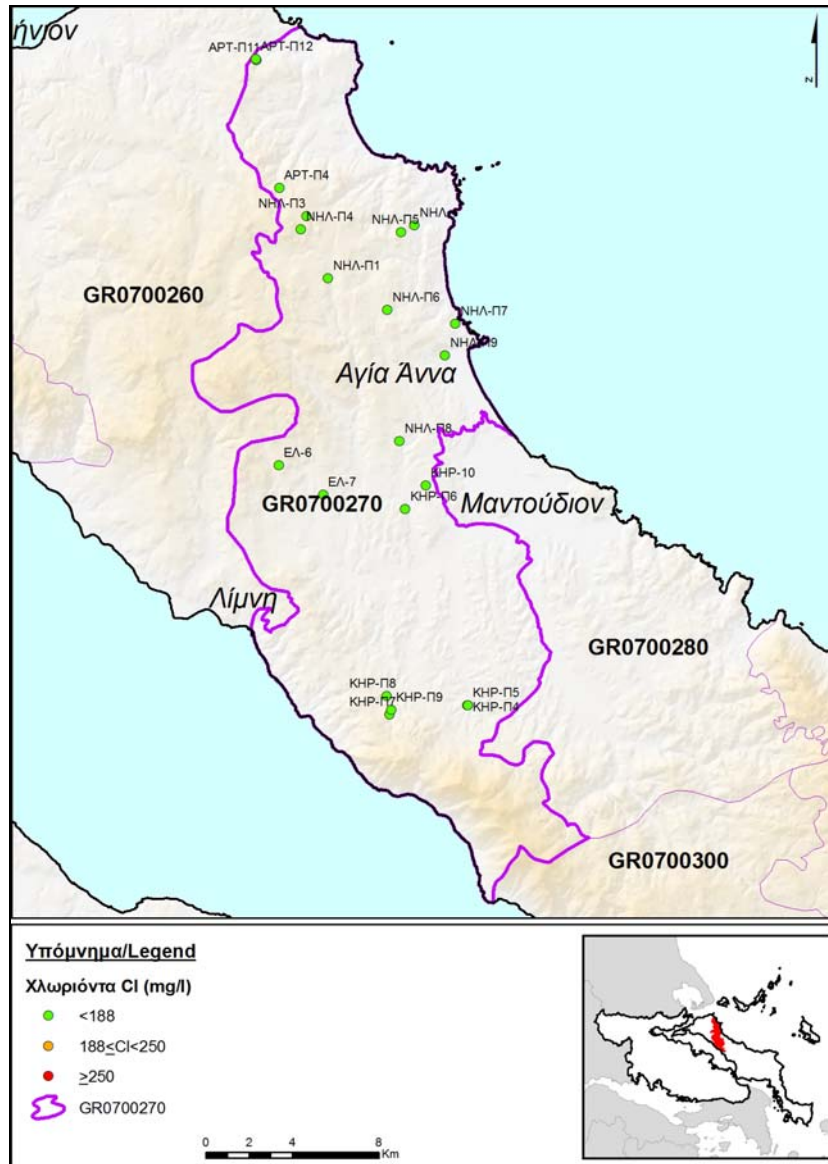 ήνιον
ΑΡΤ-Π11 ΑΡΤ-Π12
z
ΑΡΤ-Π4
ΝΗΛ-Π3
ΝΗΛ-Π4
ΝΗΛ-Π5
ΝΗΛ-
ΝΗΛ-Π1
GR0700260
ΝΗΛ-Π6
ΝΗΛ-Π7
ΝΗΛ-Π9
Αγία Άννα
ΝΗΛ-Π8
ΕΛ-6
ΕΛ-7
ΚΗΡ-10
GR0700270
ΚΗΡ-Π6
Μαντούδιον
Λίμνη
GR0700280
ΚΗΡ-Π8
ΚΗΡ-Π9
ΚΗΡ-Π7
ΚΗΡ-Π5
ΚΗΡ-Π4
GR0700300
Υπόμνημα/Legend
Χλωριόντα Cl (mg/l)
<188
188≤Cl<250
≥250
GR0700270
0 2 4 8
Km